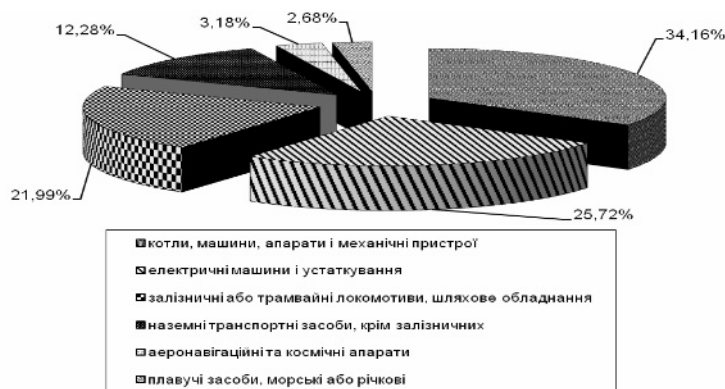 3,18%
2,68%
12,28%
34,16%
21,99%
25,72%
котли, машини, апарати і механічні пристрої
електричні машини і устаткування
залізничні або трамвайні локомотиви, шляхове обладнання
наземні транспортні засоби, крім залізничних
аеронавігаційні та космічні апарати
плавучі засоби, морські або річкові